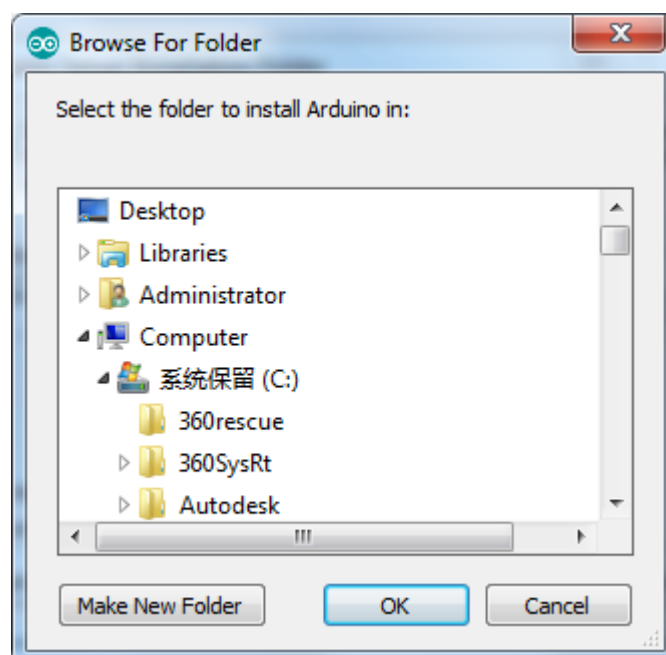 Browse For Folder
Select the folder to install Arduino in:
Desktop
Libraries
Administrator
Computer
系统保留 (C:)
360rescue
360SysRt
Autodesk
Make New Folder
OK
Cancel